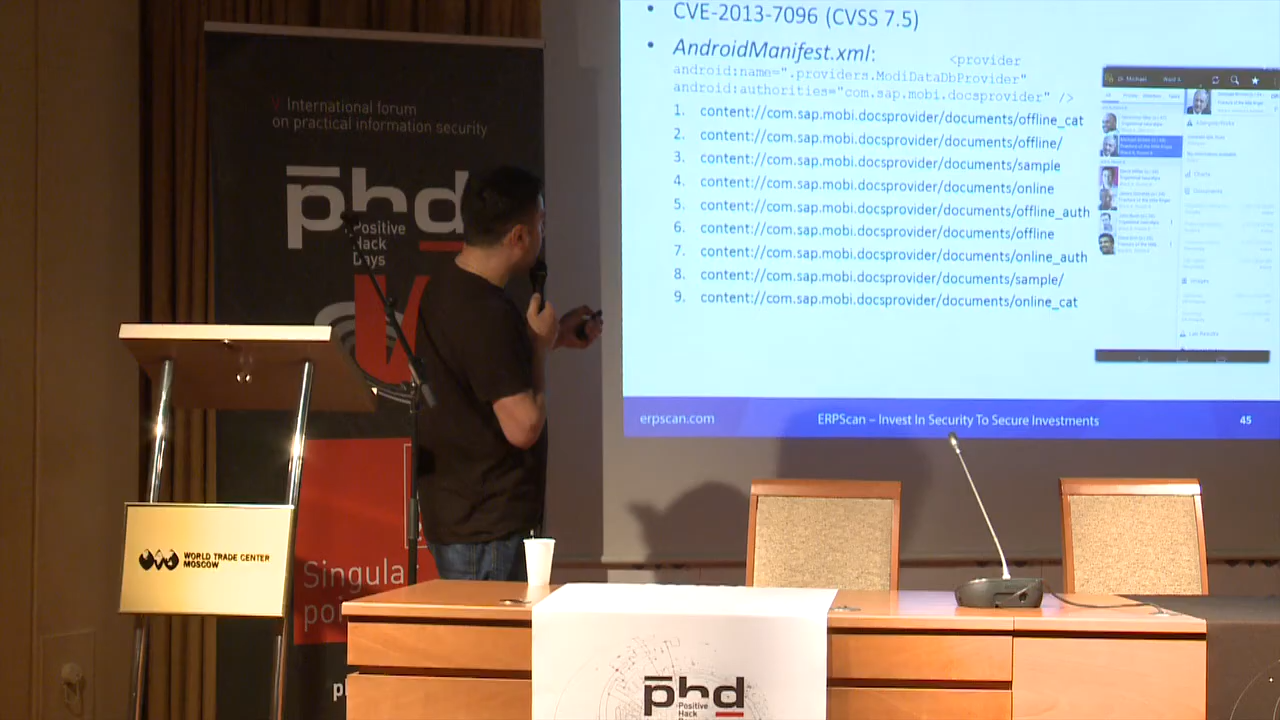 V International forum
on practical information security
phd
Positive
Hack
Days
V
Singula
poi
WORLD TRADE CENTER
MOSCOW
• CVE-2013-7096 (CVSS 7.5)
• AndroidManifest.xml: <provider
android:name=".providers.ModiDataDbProvider"
android:authorities="com.sap.mobi.docsprovider" />
1. content://com.sap.mobi.docsprovider/documents/offline_cat
2. content://com.sap.mobi.docsprovider/documents/offline/
3. content://com.sap.mobi.docsprovider/documents/sample
4. content://com.sap.mobi.docsprovider/documents/online
5. content://com.sap.mobi.docsprovider/documents/offline_auth
6. content://com.sap.mobi.docsprovider/documents/offline
7. content://com.sap.mobi.docsprovider/documents/online_auth
8. content://com.sap.mobi.docsprovider/documents/sample/
9. content://com.sap.mobi.docsprovider/documents/online_cat
Charts
Documents
Images
Lab Results
erpscan.com
ERPScan – Invest In Security To Secure Investments
45
phd
Positive
Hack